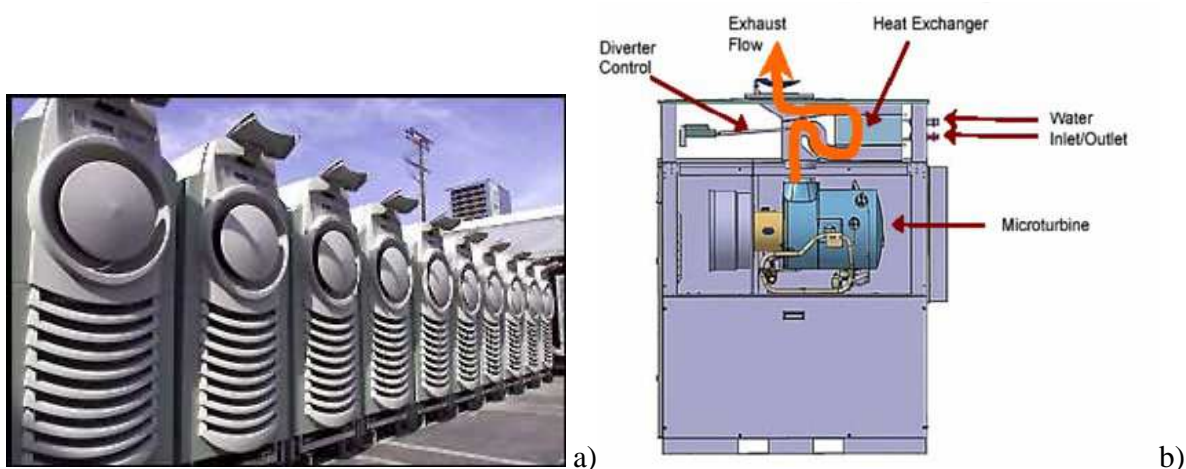 Exhaust
Flow
Heat Exchanger
Diverter
Control
Water
Inlet/Outlet
Microturbine
a)
b)